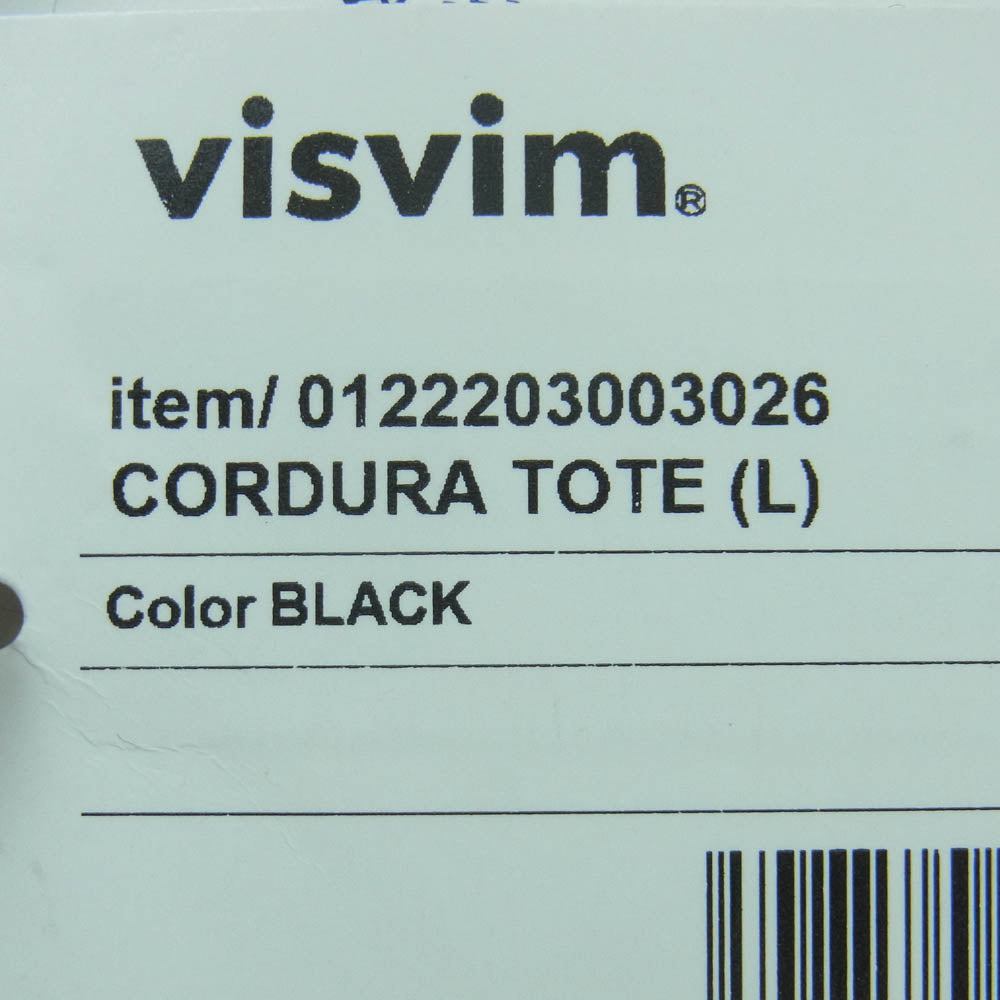 visvim®
item/ 0122203003026
CORDURA TOTE (L)
Color BLACK